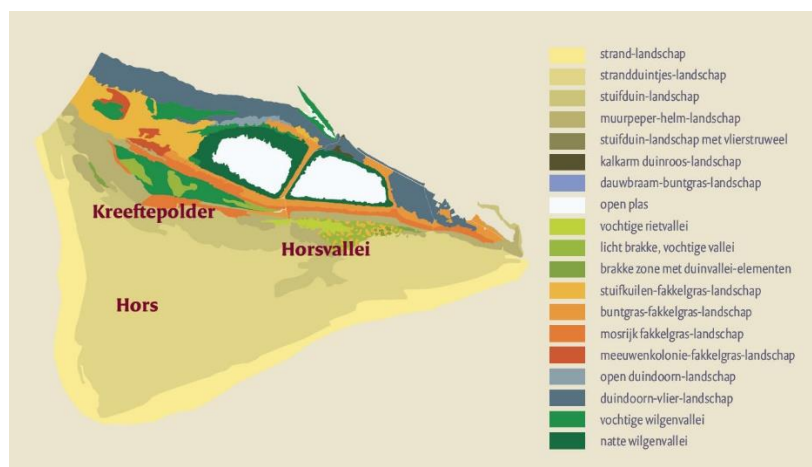 Kreeftepolder
Horsvallei
Hors
strand-landschap
strandduintjes-landschap
stuifduin-landschap
muurpeper-helm-landschap
stuifduin-landschap met vlierstruweel
kalkarm duinroos-landschap
dauwbraam-buntgras-landschap
open plas
vochtige rietvallei
licht brakke, vochtige vallei
brakke zone met duinvallei-elementen
stuifkuilen-fakkelgras-landschap
buntgras-fakkelgras-landschap
mosrijk fakkelgras-landschap
meeuwenkolonie-fakkelgras-landschap
open duindoorn-landschap
duindoorn-vlier-landschap
vochtige wilgenvallei
natte wilgenvallei